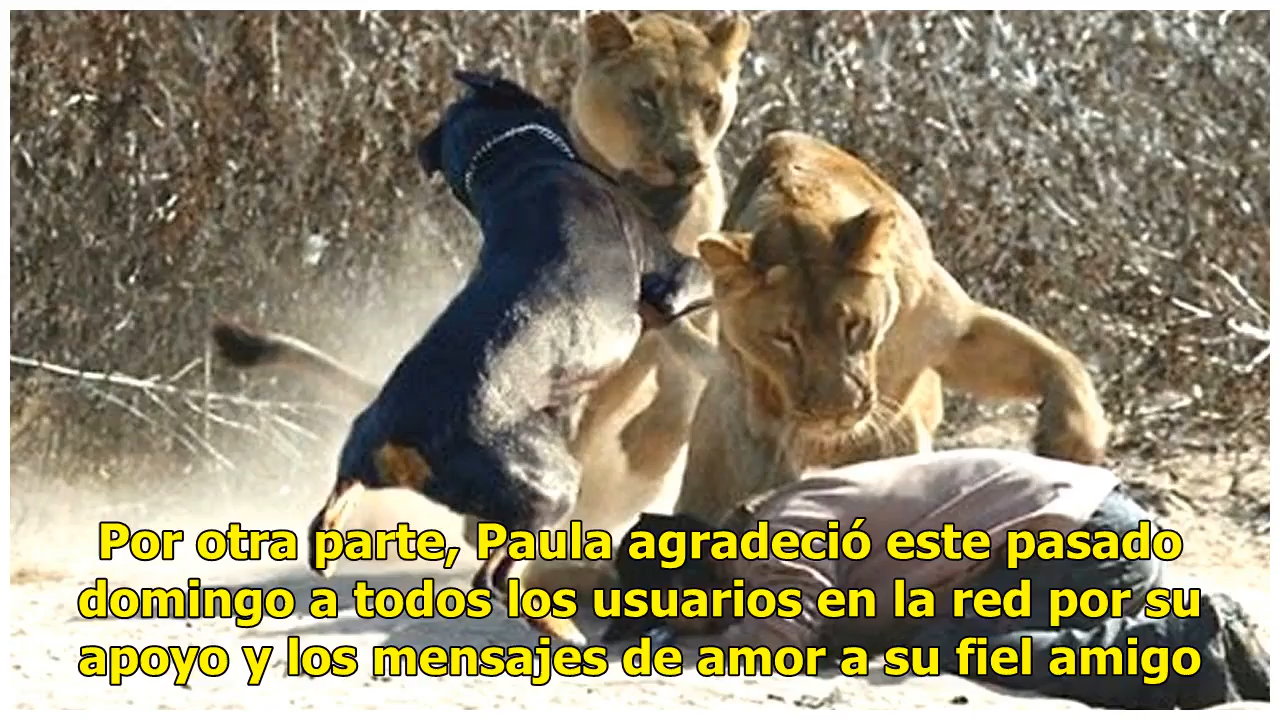 Por otra parte, Paula agradeció este pasado
domingo a todos los usuarios en la red por su
apoyo y los mensajes de amor a su fiel amigo